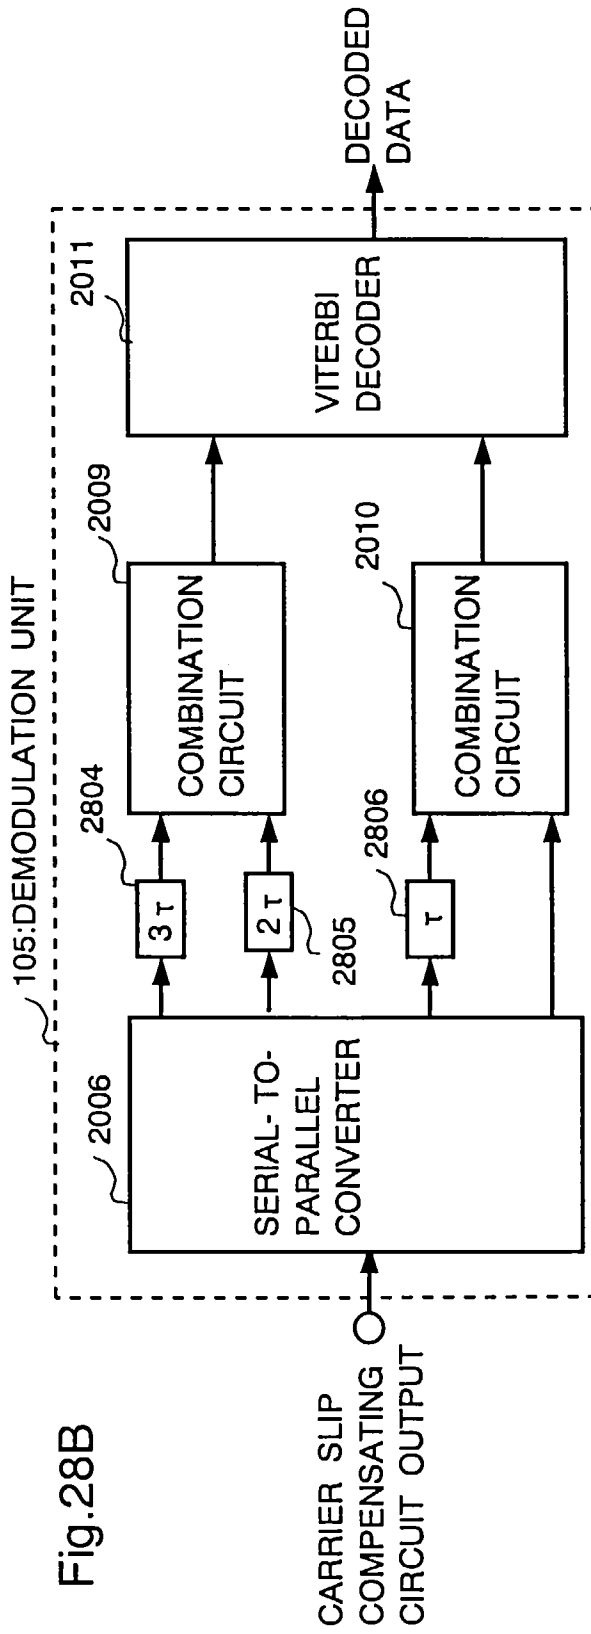 Fig.28B
105:DEMODULATION UNIT
CARRIER SLIP
COMPENSATING
CIRCUIT OUTPUT
2006
SERIAL-TO-
PARALLEL
CONVERTER
2804
3τ
2τ
2805
2806
τ
2009
COMBINATION
CIRCUIT
2010
COMBINATION
CIRCUIT
2011
VITERBI
DECODER
DECODED
DATA